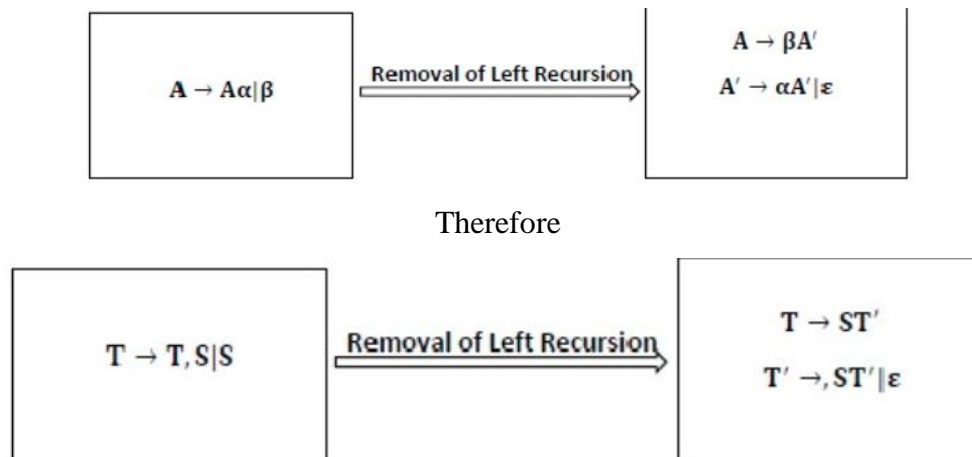 A → Aα|β
Removal of Left Recursion
A → βA′
A′ → αA′|ε
Therefore
T → T, S|S
Removal of Left Recursion
T → ST′
T′ →, ST′|ε